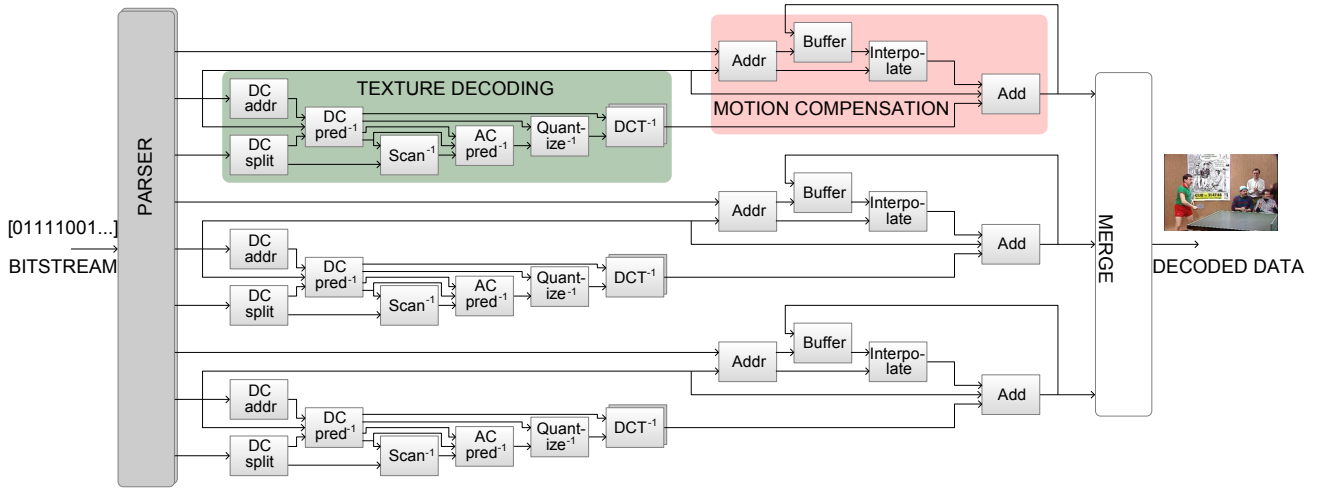 Buffer
Addr
Interpo-
late
Add
MOTION COMPENSATION
TEXTURE DECODING
DC
addr
DC
pred-1
DC
split
Scan-1
AC
pred-1
Quant-
ize-1
DCT-1
PARSER
[01111001...]
BITSTREAM
Buffer
Addr
Interpo-
late
Add
DC
addr
DC
pred-1
DC
split
Scan-1
AC
pred-1
Quant-
ize-1
DCT-1
MERGE
DECODED DATA
Buffer
Addr
Interpo-
late
Add
DC
addr
DC
pred-1
DC
split
Scan-1
AC
pred-1
Quant-
ize-1
DCT-1